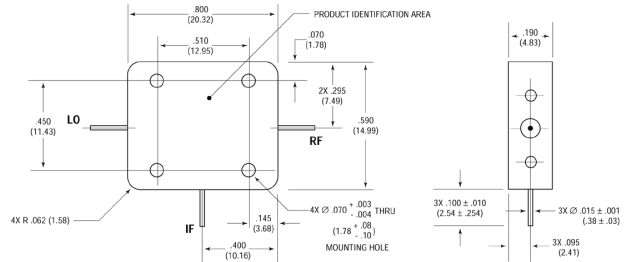 .800
(20.32)
PRODUCT IDENTIFICATION AREA
.510
(12.95)
.070
(1.78)
.190
(4.83)
2X .295
(7.49)
.450
(11.43)
LO
.590
(14.99)
RF
4X R .062 (1.58)
IF
.145
(3.68)
.400
(10.16)
4X Ø .070 + .003 - .004 THRU
(1.78 + .08 - .10)
MOUNTING HOLE
3X .100 ± .010
(2.54 ± .254)
3X Ø .015 ± .001
(.38 ± .03)
3X .095
(2.41)